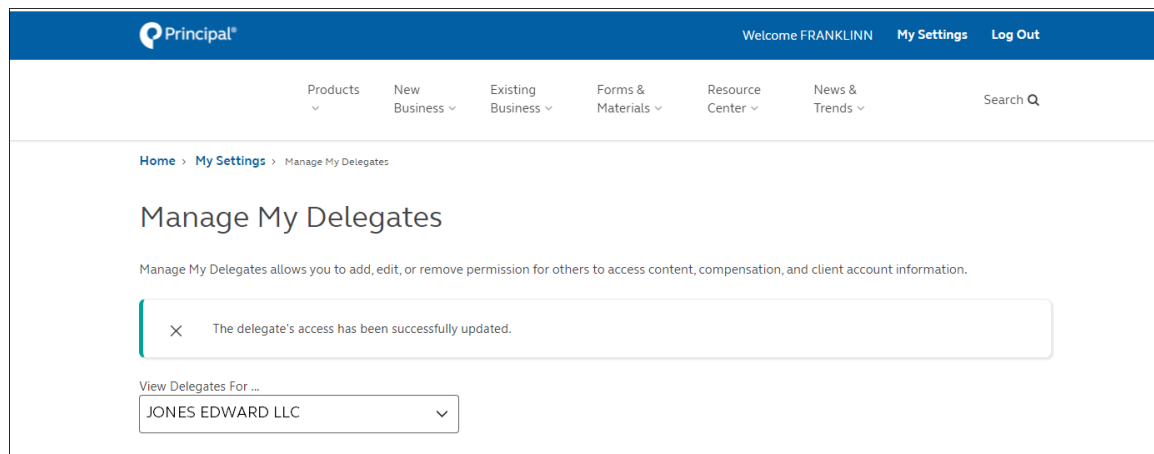 Principal®
Welcome FRANKLINN My Settings Log Out
Products New Existing Forms & Resource News &
Business Business Materials Center Trends Search
Home > My Settings > Manage My Delegates
Manage My Delegates
Manage My Delegates allows you to add, edit, or remove permission for others to access content, compensation, and client account information.
The delegate's access has been successfully updated.
View Delegates For ...
JONES EDWARD LLC